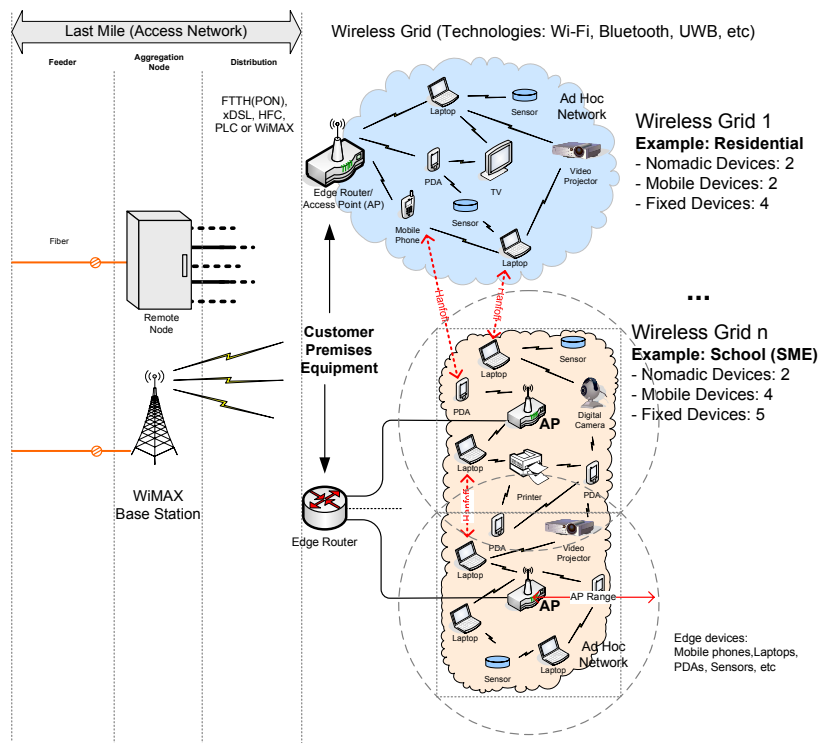 Last Mile (Access Network)
Wireless Grid (Technologies: Wi-Fi, Bluetooth, UWB, etc)
Feeder
Aggregation
Node
Distribution
FTTH(PON),
xDSL, HFC,
PLC or WiMAX
Fiber
Remote
Node
WiMAX
Base Station
Edge Router/
Access Point (AP)
Customer
Premises
Equipment
Edge Router
Laptop
Sensor
Ad Hoc
Network
PDA
TV
Video
Projector
Mobile
Phone
Sensor
Laptop
Wireless Grid 1
Example: Residential
- Nomadic Devices: 2
- Mobile Devices: 2
- Fixed Devices: 4
...
Hanfoff
Hanfoff
Wireless Grid n
Example: School (SME)
- Nomadic Devices: 2
- Mobile Devices: 4
- Fixed Devices: 5
Laptop
Sensor
PDA
AP
Digital
Camera
Laptop
Printer
PDA
Hanfoff
PDA
Video
Projector
Laptop
AP
AP Range
Laptop
Laptop
Sensor
Ad Hoc
Network
Edge devices:
Mobile phones,Laptops,
PDAs, Sensors, etc